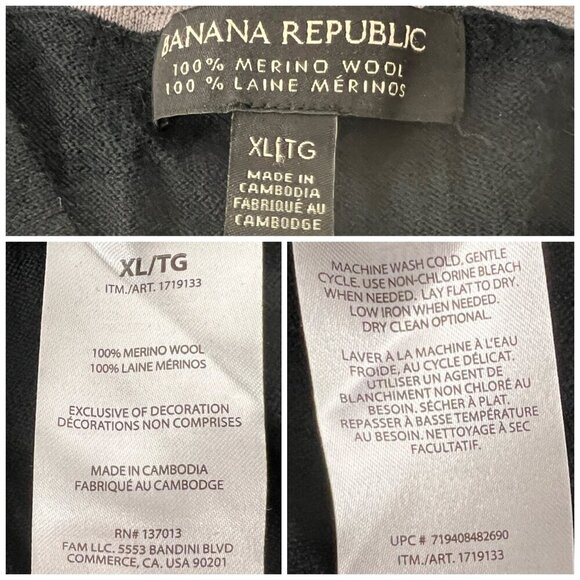 BANANA REPUBLIC
100% MERINO WOOL
100% LAINE MÉRINOS
XL|TG
MADE IN
CAMBODIA
FABRIQUÉ AU
CAMBODGE
XL/TG
ITM./ART. 1719133
100% MERINO WOOL
100% LAINE MÉRINOS
EXCLUSIVE OF DECORATION
DÉCORATIONS NON COMPRISES
MADE IN CAMBODIA
FABRIQUÉ AU CAMBODGE
RN# 137013
FAM LLC. 5553 BANDINI BLVD
COMMERCE, CA. USA 90201
MACHINE WASH COLD, GENTLE
CYCLE. USE NON-CHLORINE BLEACH
WHEN NEEDED. LAY FLAT TO DRY.
LOW IRON WHEN NEEDED.
DRY CLEAN OPTIONAL.
LAVER À LA MACHINE À L'EAU
FROIDE, AU CYCLE DÉLICAT.
UTILISER UN AGENT DE
BLANCHIMENT NON CHLORÉ AU
BESOIN. SÉCHER À PLAT.
REPASSER À BASSE TEMPÉRATURE
AU BESOIN. NETTOYAGE À SEC
FACULTATIF.
UPC # 719408482690
ITM./ART. 1719133